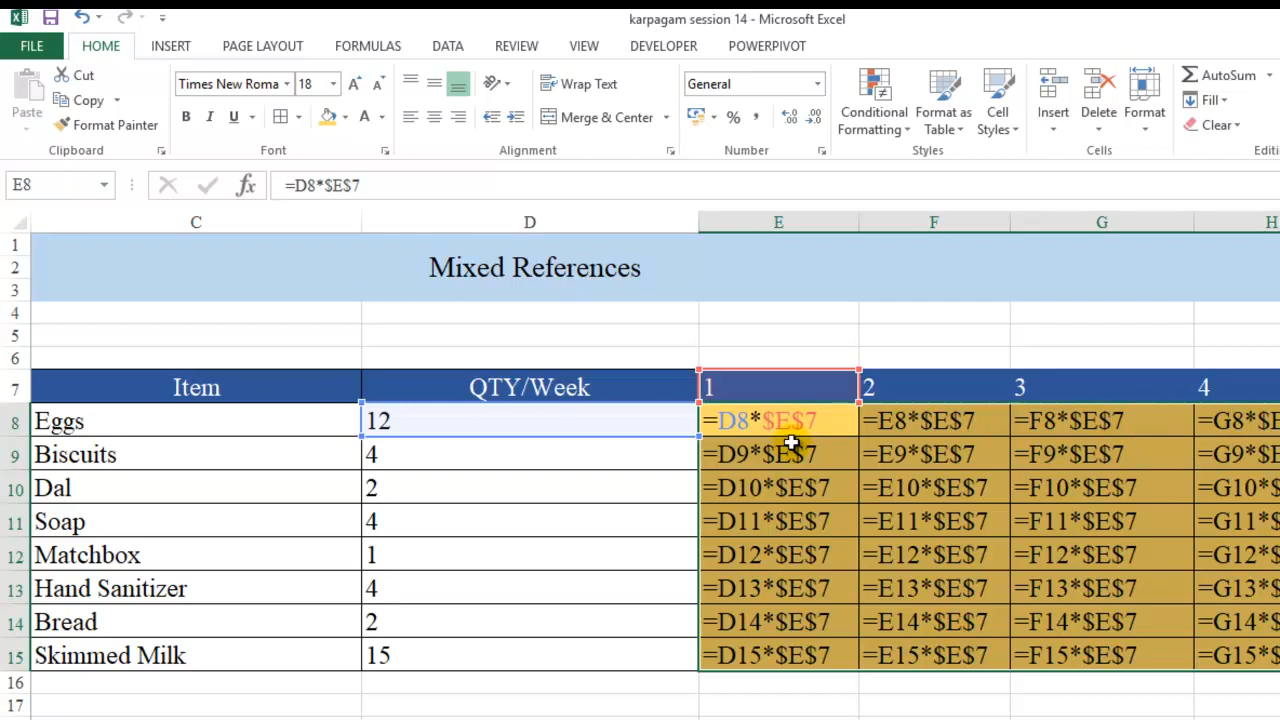 karpagam session 14 - Microsoft Excel
FILE HOME INSERT PAGE LAYOUT FORMULAS DATA REVIEW VIEW DEVELOPER POWERPIVOT
Paste
Cut
Copy
Format Painter
Clipboard
Times New Roma 18
B I U
Font
Wrap Text
Merge & Center
Alignment
General
%
Number
Conditional Formatting
Format as Table
Cell Styles
Styles
Insert
Delete
Format
Cells
AutoSum
Fill
Clear
Editi
E8 fx =D8*$E$7
C D E F G H
1
2 Mixed References
3
4
5
6
7 Item QTY/Week 1 2 3 4
8 Eggs 12 =D8*$E$7 =E8*$E$7 =F8*$E$7 =G8*$E
9 Biscuits 4 =D9*$E$7 =E9*$E$7 =F9*$E$7 =G9*$E
10 Dal 2 =D10*$E$7 =E10*$E$7 =F10*$E$7 =G10*$
11 Soap 4 =D11*$E$7 =E11*$E$7 =F11*$E$7 =G11*$
12 Matchbox 1 =D12*$E$7 =E12*$E$7 =F12*$E$7 =G12*$
13 Hand Sanitizer 4 =D13*$E$7 =E13*$E$7 =F13*$E$7 =G13*$
14 Bread 2 =D14*$E$7 =E14*$E$7 =F14*$E$7 =G14*$
15 Skimmed Milk 15 =D15*$E$7 =E15*$E$7 =F15*$E$7 =G15*$
16
17